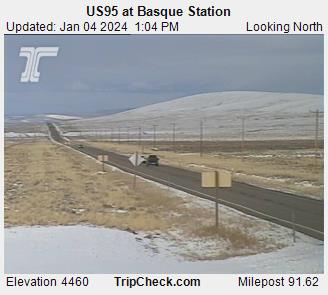 US95 at Basque Station
Updated: Jan 04 2024 1:04 PM Looking North
Elevation 4460 TripCheck.com Milepost 91.62